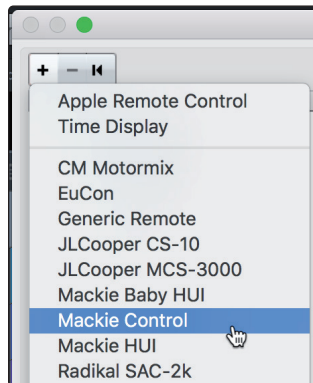 Apple Remote Control
Time Display
CM Motormix
EuCon
Generic Remote
JLCooper CS-10
JLCooper MCS-3000
Mackie Baby HUI
Mackie Control
Mackie HUI
Radikal SAC-2k